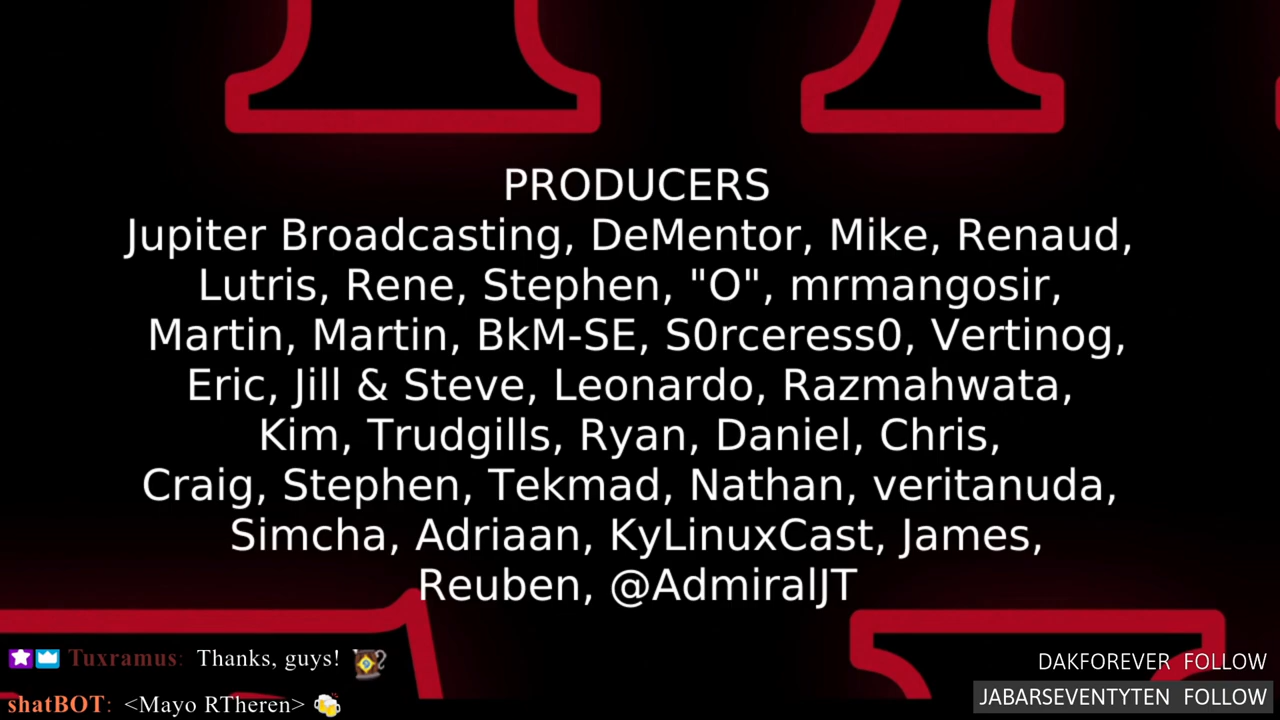 PRODUCERS
Jupiter Broadcasting, DeMentor, Mike, Renaud,
Lutris, Rene, Stephen, "O", mrmangosir,
Martin, Martin, BkM-SE, S0rceress0, Vertinog,
Eric, Jill & Steve, Leonardo, Razmahwata,
Kim, Trudgills, Ryan, Daniel, Chris,
Craig, Stephen, Tekmad, Nathan, veritanuda,
Simcha, Adriaan, KyLinuxCast, James,
Reuben, @AdmiralJT
Tuxramus: Thanks, guys!
shatBOT: <Mayo RTheren>
DAKFOREVER FOLLOW
JABARSEVENTYTEN FOLLOW